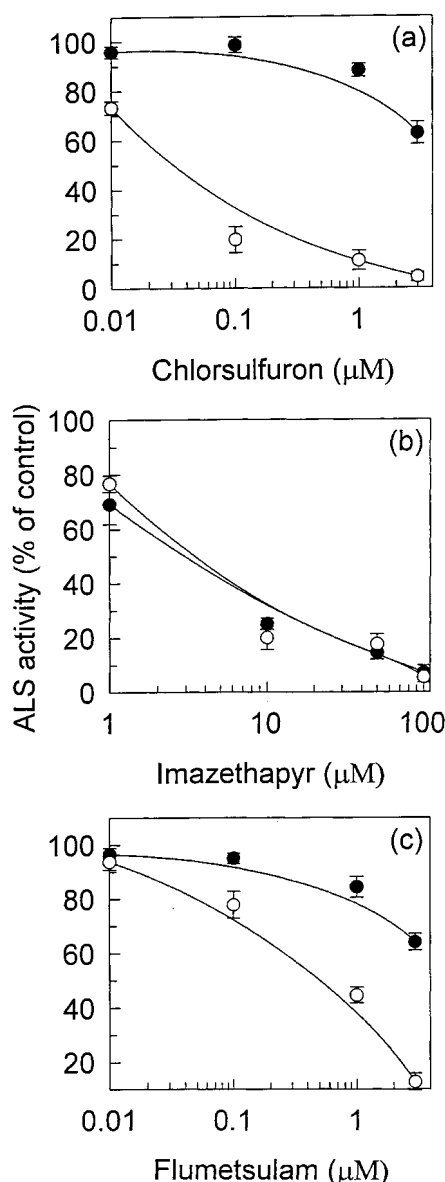 (a)
100
80
60
40
20
0
0.01 0.1 1
Chlorsulfuron (μM)
ALS activity (% of control)
(b)
100
80
60
40
20
0
1 10 100
Imazethapyr (μM)
(c)
100
80
60
40
20
0.01 0.1 1
Flumetsulam (μM)